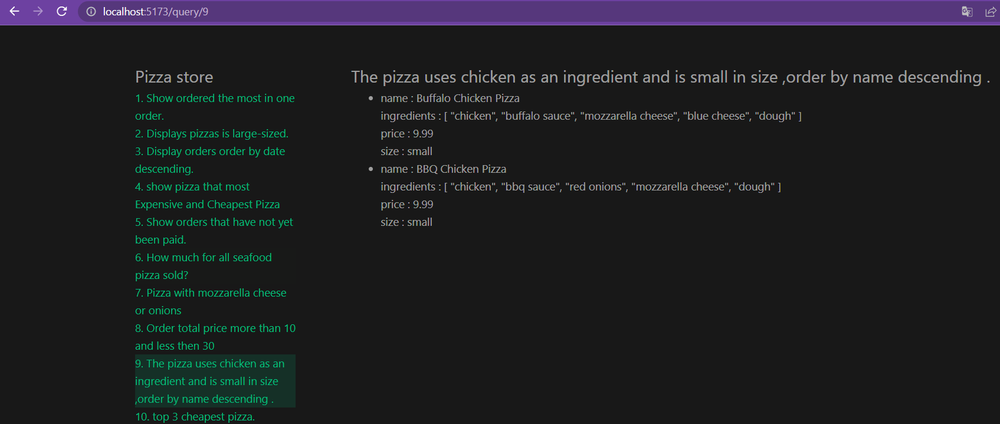 localhost:5173/query/9
Pizza store
1. Show ordered the most in one
order.
2. Displays pizzas is large-sized.
3. Display orders order by date
descending.
4. show pizza that most
Expensive and Cheapest Pizza
5. Show orders that have not yet
been paid.
6. How much for all seafood
pizza sold?
7. Pizza with mozzarella cheese
or onions
8. Order total price more than 10
and less then 30
9. The pizza uses chicken as an
ingredient and is small in size
,order by name descending .
10. top 3 cheapest pizza.
The pizza uses chicken as an ingredient and is small in size ,order by name descending .
• name : Buffalo Chicken Pizza
ingredients : [ "chicken", "buffalo sauce", "mozzarella cheese", "blue cheese", "dough" ]
price : 9.99
size : small
• name : BBQ Chicken Pizza
ingredients : [ "chicken", "bbq sauce", "red onions", "mozzarella cheese", "dough" ]
price : 9.99
size : small